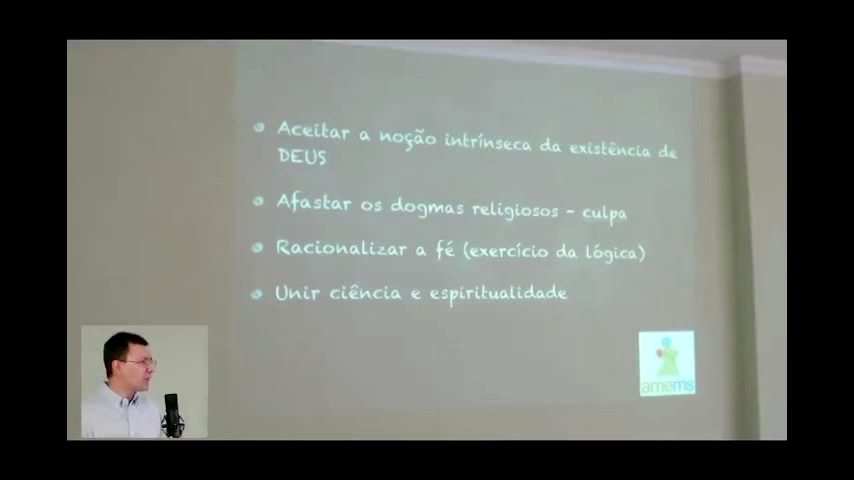 Aceitar a noção intrínseca da existência de
DEUS
Afastar os dogmas religiosos - culpa
Racionalizar a fé (exercício da lógica)
Unir ciência e espiritualidade
amems